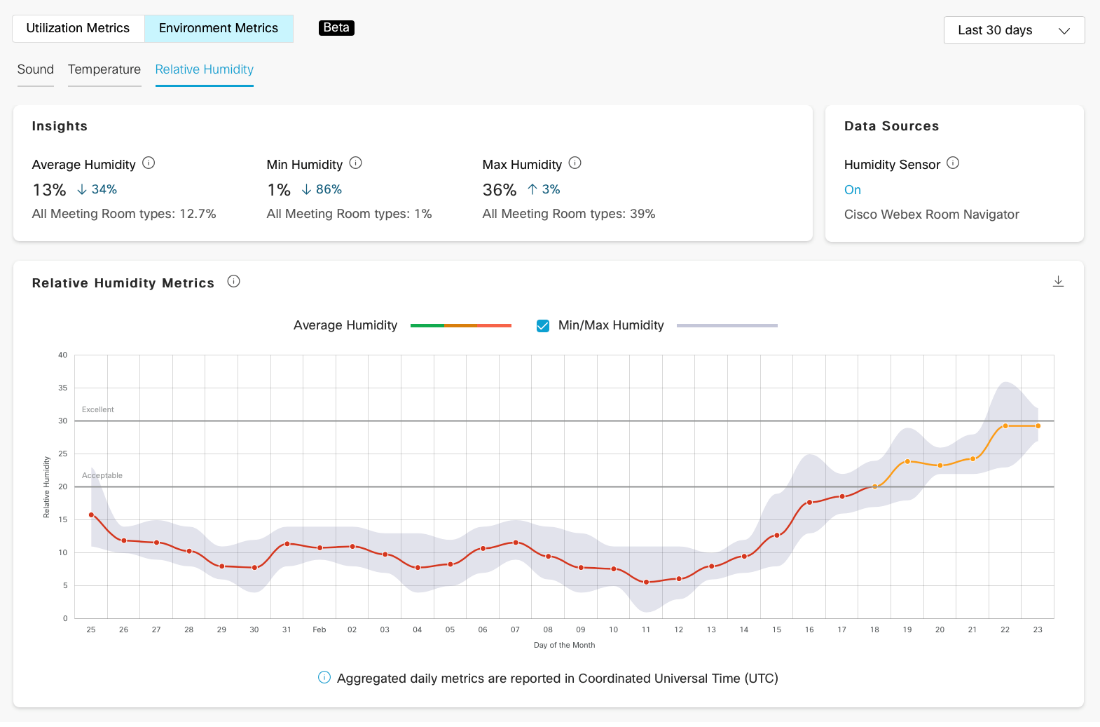 Utilization Metrics Environment Metrics Beta Last 30 days
Sound Temperature Relative Humidity
Insights
Average Humidity Min Humidity Max Humidity
13% ↓ 34% 1% ↓ 86% 36% ↑ 3%
All Meeting Room types: 12.7% All Meeting Room types: 1% All Meeting Room types: 39%
Data Sources
Humidity Sensor
On
Cisco Webex Room Navigator
Relative Humidity Metrics
Average Humidity Min/Max Humidity
40
35
Excellent
30
25
Acceptable
20
15
10
5
0
Relative Humidity
25 26 27 28 29 30 31 Feb 02 03 04 05 06 07 08 09 10 11 12 13 14 15 16 17 18 19 20 21 22 23
Day of the Month
Aggregated daily metrics are reported in Coordinated Universal Time (UTC)